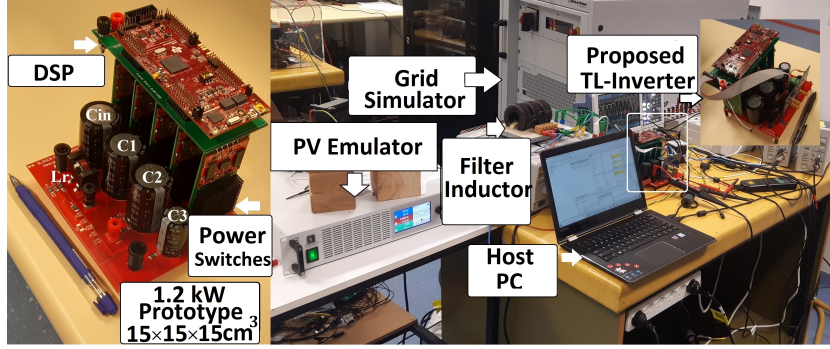 DSP
Cin
C1
C2
C3
Lr
Power
Switches
1.2 kW
Prototype
15×15×15cm³
Grid
Simulator
PV Emulator
Filter
Inductor
Host
PC
Proposed
TL-Inverter